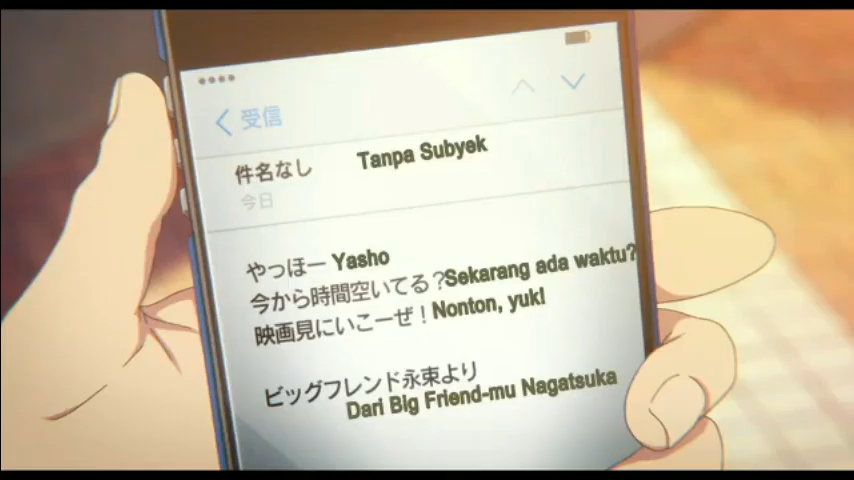 受信
件名なし Tanpa Subyek
今日
やっほー Yasho
今から時間空いてる?Sekarang ada waktu?
映画見にいこーぜ!Nonton, yuk!
ビッグフレンド永束より
Dari Big Friend-mu Nagatsuka